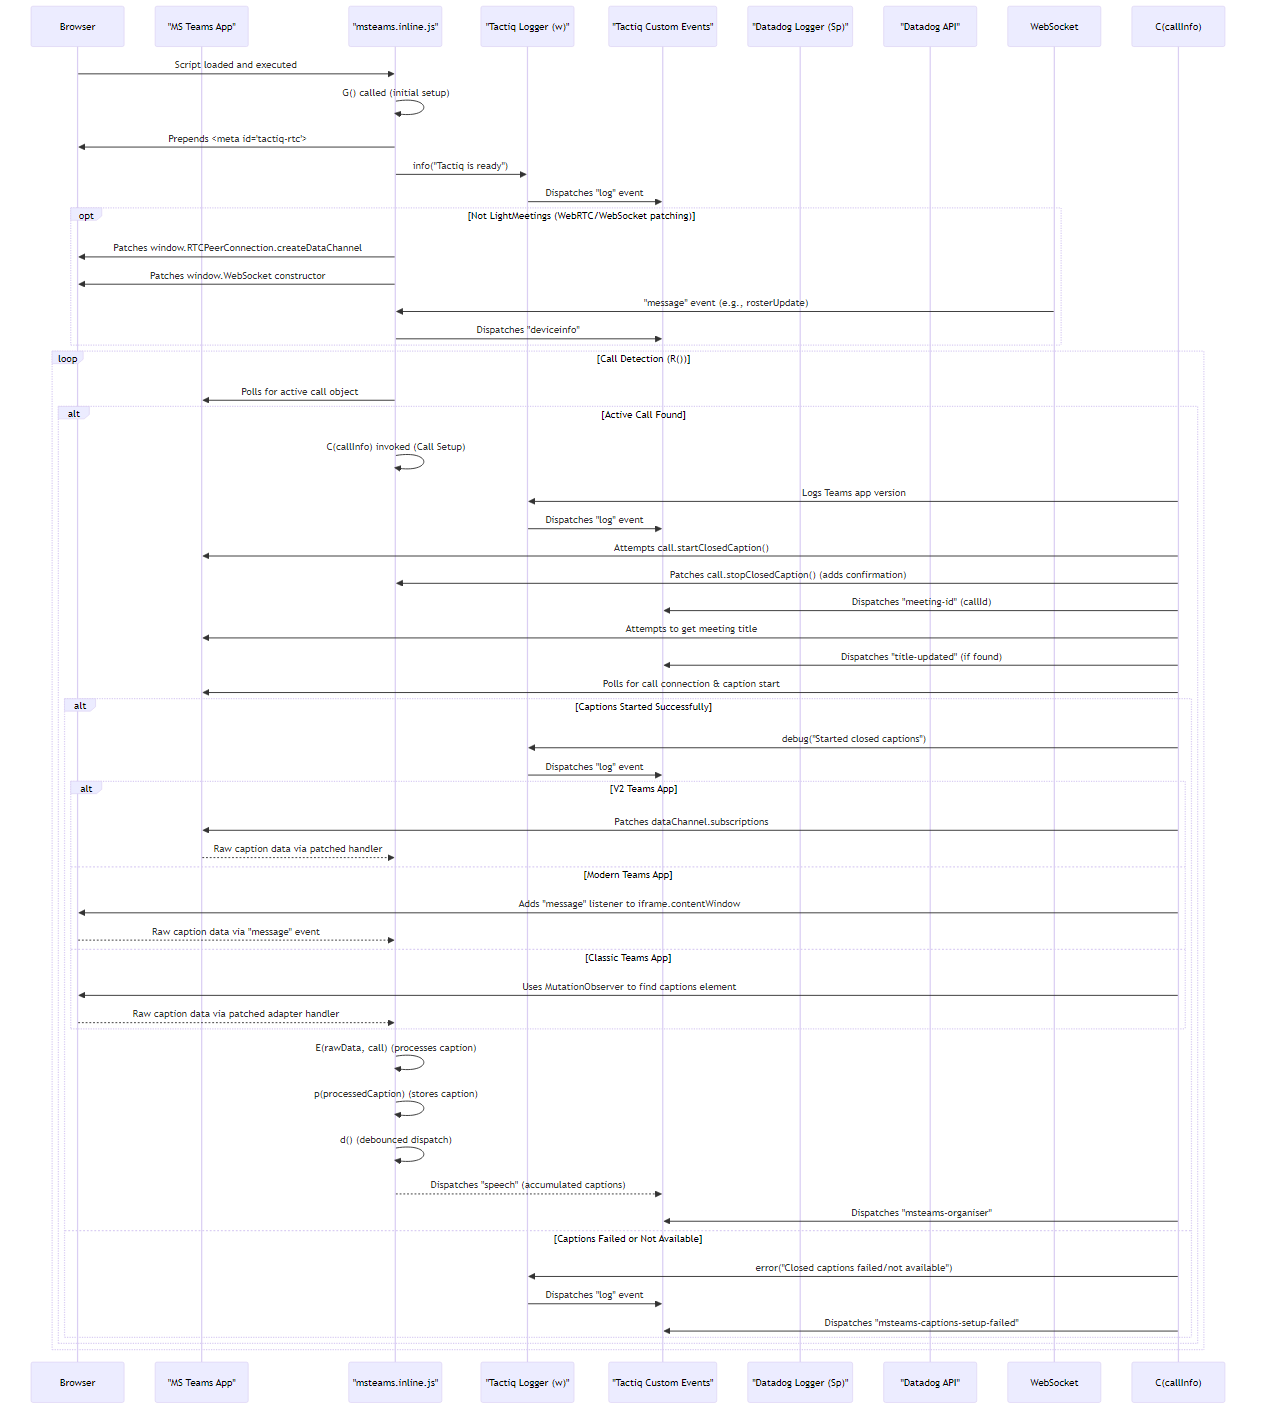 Browser
"MS Teams App"
"msteams.inline.js"
"Tactiq Logger (w)"
"Tactiq Custom Events"
"Datadog Logger (Sp)"
"Datadog API"
WebSocket
C(callInfo)
Script loaded and executed
G() called (initial setup)
Prepends <meta id='tactiq-rtc'>
info("Tactiq is ready")
Dispatches "log" event
opt
[Not LightMeetings (WebRTC/WebSocket patching)]
Patches window.RTCPeerConnection.createDataChannel
Patches window.WebSocket constructor
"message" event (e.g., rosterUpdate)
Dispatches "deviceinfo"
loop
[Call Detection (R())]
Polls for active call object
alt
[Active Call Found]
C(callInfo) invoked (Call Setup)
Logs Teams app version
Dispatches "log" event
Attempts call.startClosedCaption()
Patches call.stopClosedCaption() (adds confirmation)
Dispatches "meeting-id" (callId)
Attempts to get meeting title
Dispatches "title-updated" (if found)
Polls for call connection & caption start
alt
[Captions Started Successfully]
debug("Started closed captions")
Dispatches "log" event
alt
[V2 Teams App]
Patches dataChannel.subscriptions
Raw caption data via patched handler
[Modern Teams App]
Adds "message" listener to iframe.contentWindow
Raw caption data via "message" event
[Classic Teams App]
Uses MutationObserver to find captions element
Raw caption data via patched adapter handler
E(rawData, call) (processes caption)
p(processedCaption) (stores caption)
d() (debounced dispatch)
Dispatches "speech" (accumulated captions)
Dispatches "msteams-organiser"
[Captions Failed or Not Available]
error("Closed captions failed/not available")
Dispatches "log" event
Dispatches "msteams-captions-setup-failed"
Browser
"MS Teams App"
"msteams.inline.js"
"Tactiq Logger (w)"
"Tactiq Custom Events"
"Datadog Logger (Sp)"
"Datadog API"
WebSocket
C(callInfo)